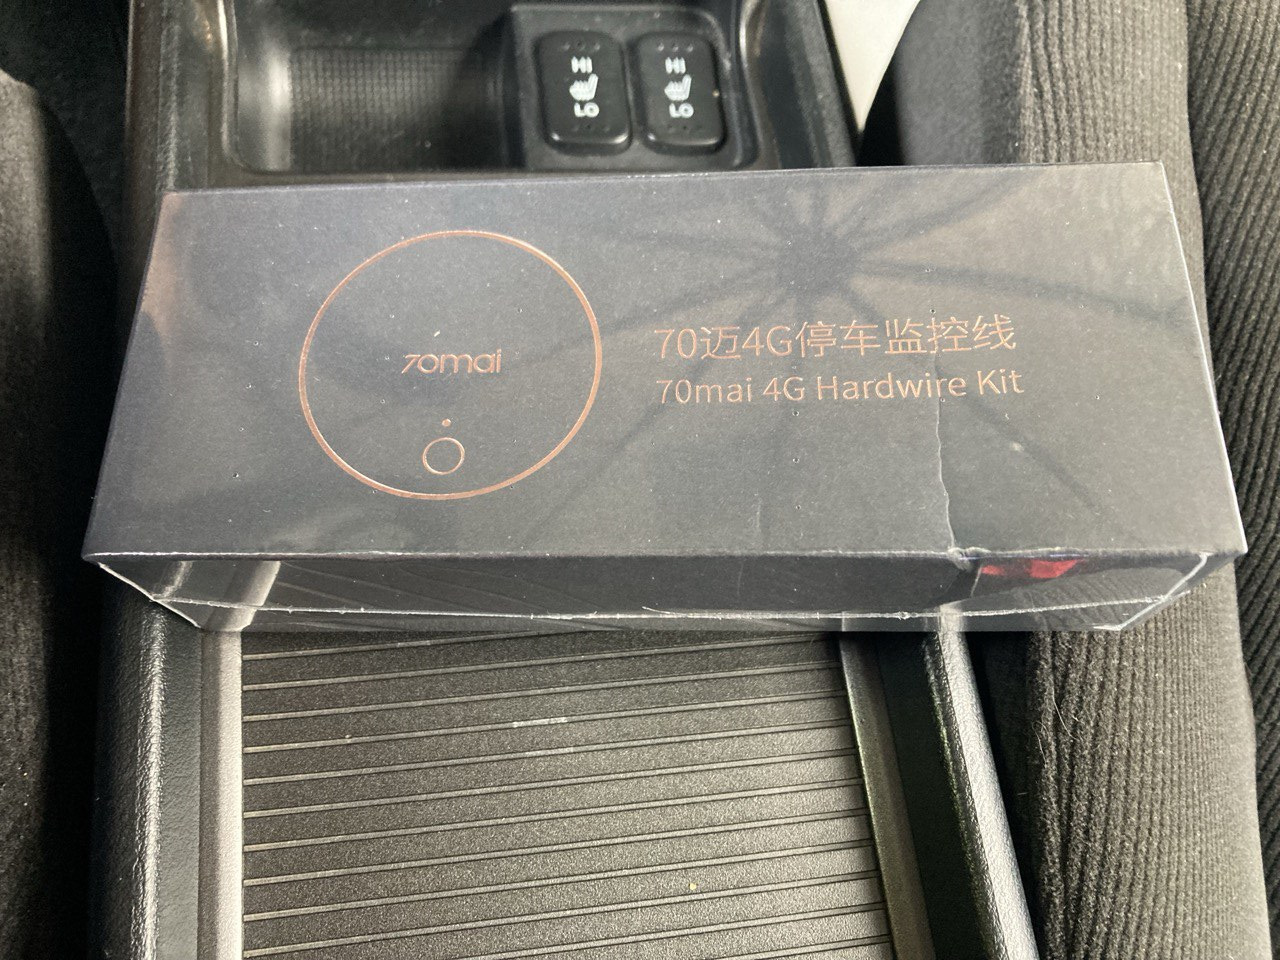 HI
LO
HI
LO
70mai
70迈4G停车监控线
70mai 4G Hardwire Kit